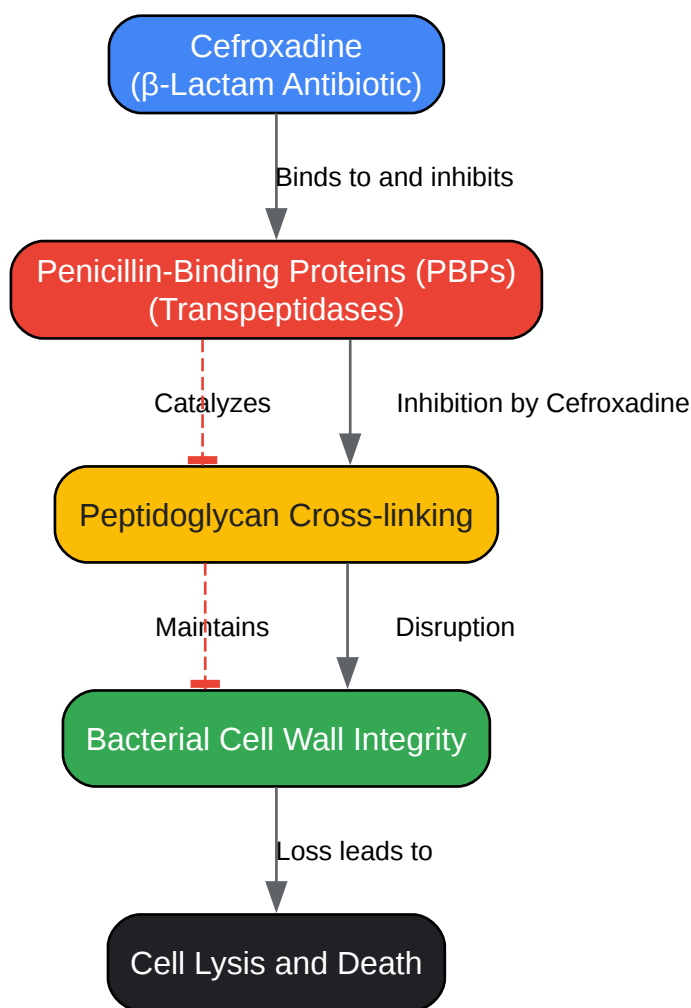 Cefroxadine
(β-Lactam Antibiotic)
Binds to and inhibits
Penicillin-Binding Proteins (PBPs)
(Transpeptidases)
Catalyzes
Inhibition by Cefroxadine
Peptidoglycan Cross-linking
Maintains
Disruption
Bacterial Cell Wall Integrity
Loss leads to
Cell Lysis and Death